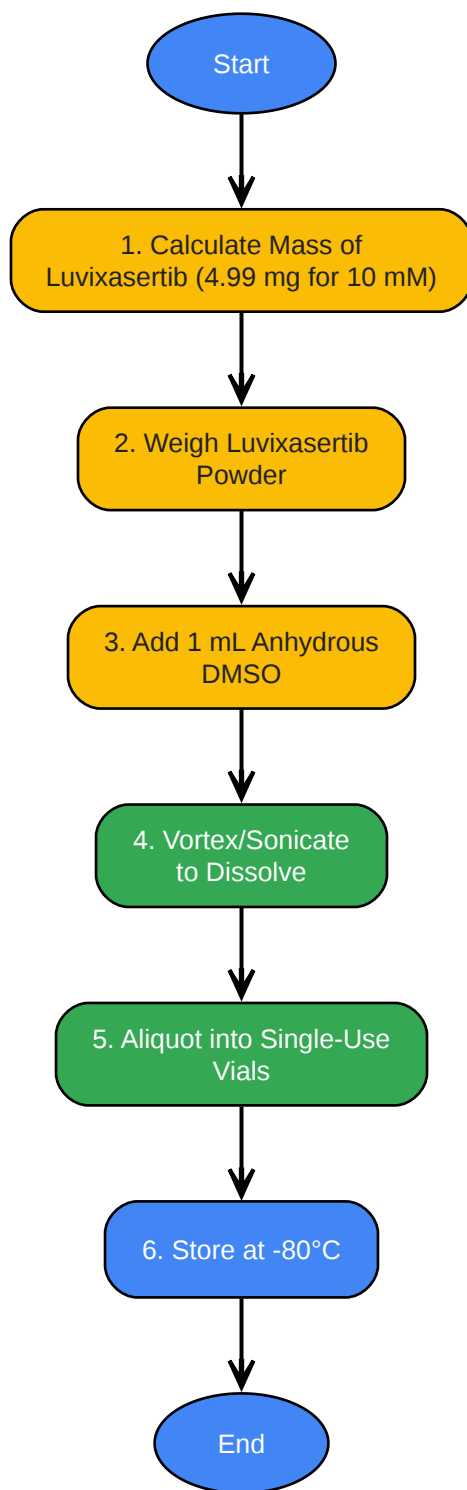 Start
1. Calculate Mass of
Luvixasertib (4.99 mg for 10 mM)
2. Weigh Luvixasertib
Powder
3. Add 1 mL Anhydrous
DMSO
4. Vortex/Sonicate
to Dissolve
5. Aliquot into Single-Use
Vials
6. Store at -80°C
End